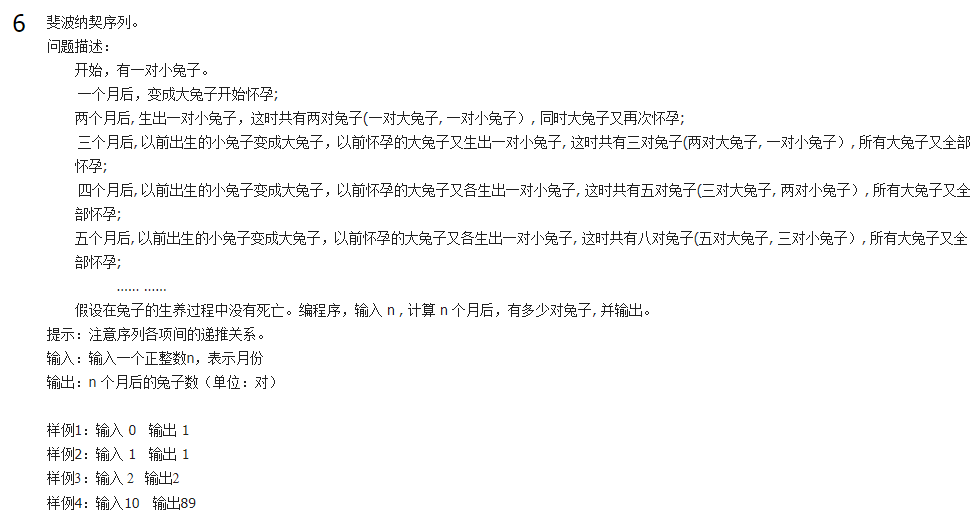 6 斐波纳契序列。
问题描述：
开始，有一对小兔子。
一个月后，变成大兔子开始怀孕;
两个月后, 生出一对小兔子，这时共有两对兔子(一对大兔子, 一对小兔子）, 同时大兔子又再次怀孕;
三个月后, 以前出生的小兔子变成大兔子，以前怀孕的大兔子又生出一对小兔子, 这时共有三对兔子(两对大兔子, 一对小兔子）, 所有大兔子又全部
怀孕;
四个月后, 以前出生的小兔子变成大兔子，以前怀孕的大兔子又各生出一对小兔子, 这时共有五对兔子(三对大兔子, 两对小兔子）, 所有大兔子又全
部怀孕;
五个月后, 以前出生的小兔子变成大兔子，以前怀孕的大兔子又各生出一对小兔子, 这时共有八对兔子(五对大兔子, 三对小兔子）, 所有大兔子又全
部怀孕;
...... ......
假设在兔子的生养过程中没有死亡。编程序，输入 n , 计算 n 个月后，有多少对兔子, 并输出。
提示：注意序列各项间的递推关系。
输入：输入一个正整数n，表示月份
输出：n 个月后的兔子数（单位：对）
样例1：输入 0 输出 1
样例2：输入 1 输出 1
样例3：输入 2 输出2
样例4：输入10 输出89